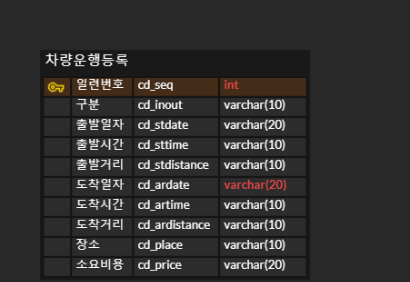 차량운행등록
일련번호 cd_seq int
구분 cd_inout varchar(10)
출발일자 cd_stdate varchar(20)
출발시간 cd_sttime varchar(10)
출발거리 cd_stdistance varchar(10)
도착일자 cd_ardate varchar(20)
도착시간 cd_artime varchar(10)
도착거리 cd_ardistance varchar(10)
장소 cd_place varchar(10)
소요비용 cd_price varchar(20)